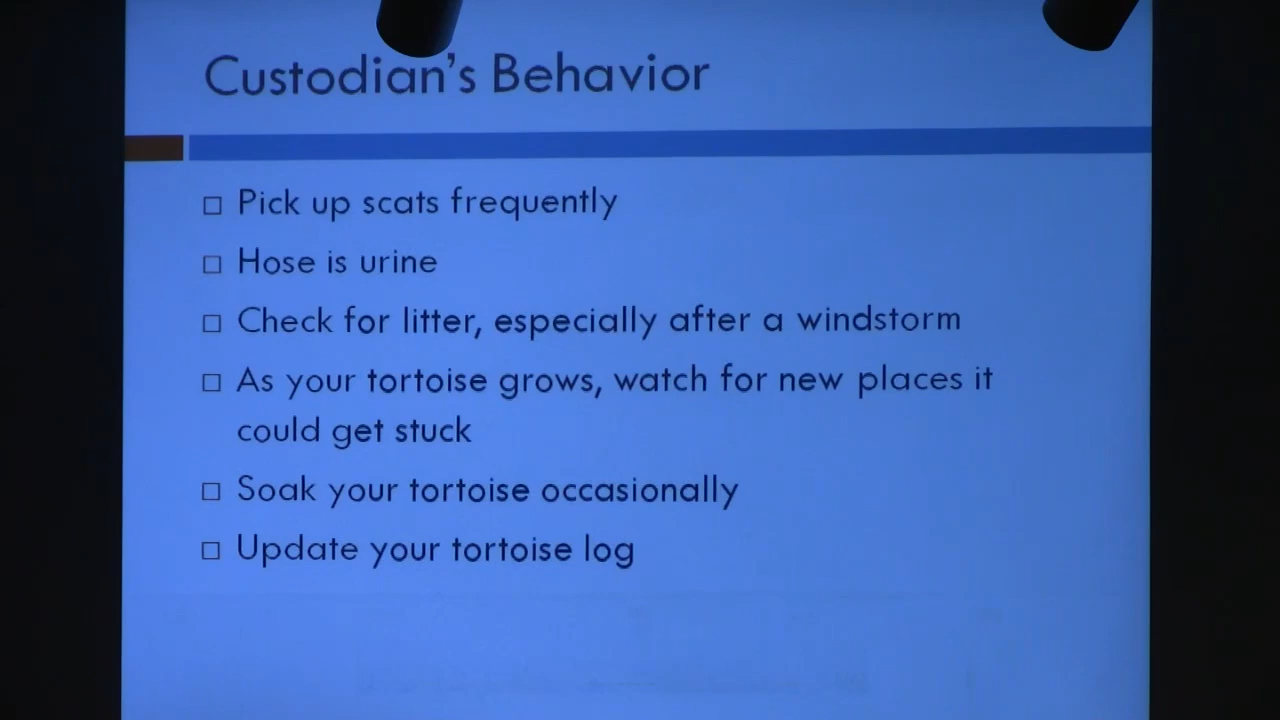 Custodian's Behavior
Pick up scats frequently
Hose is urine
Check for litter, especially after a windstorm
As your tortoise grows, watch for new places it
could get stuck
Soak your tortoise occasionally
Update your tortoise log